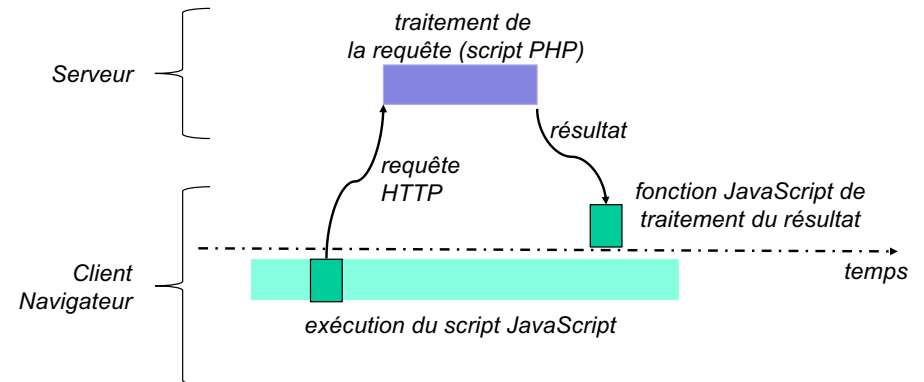 traitement de
la requête (script PHP)
Serveur
résultat
requête
HTTP
fonction JavaScript de
traitement du résultat
temps
Client
Navigateur
exécution du script JavaScript